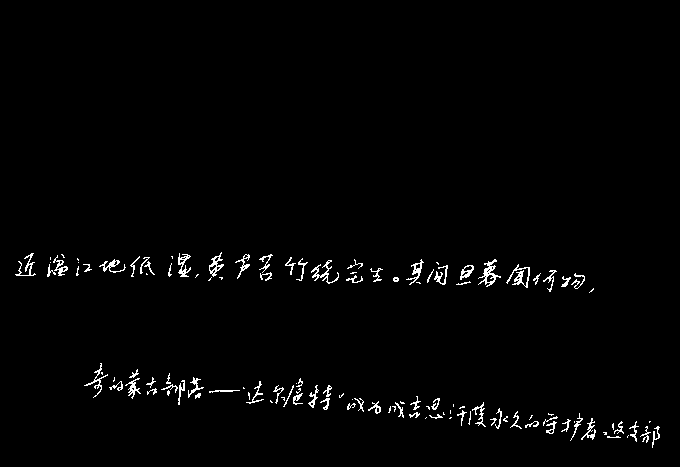 近湓江地低湿，黄芦苦竹绕宅生。其间旦暮闻何物，
奇的蒙古部落——“达尔扈特”成为成吉思汗陵永久的守护者。这支部